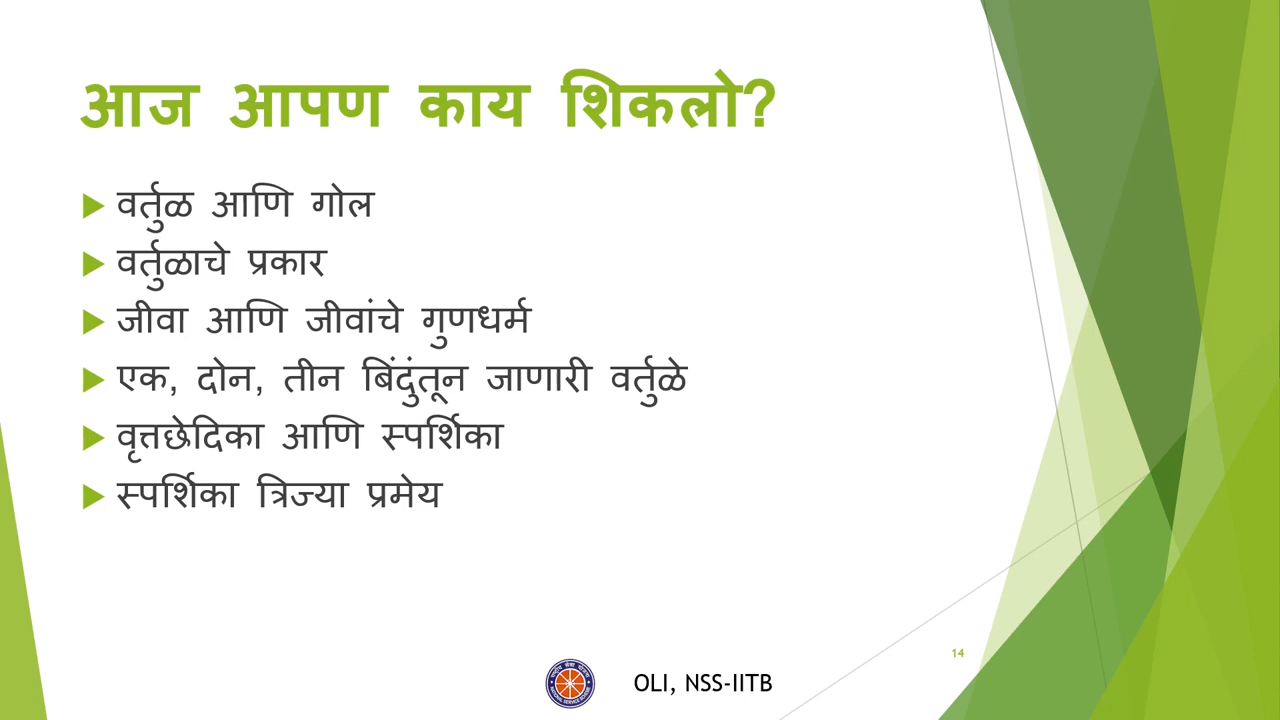 आज आपण काय शिकलो?
वर्तुळ आणि गोल
वर्तुळाचे प्रकार
जीवा आणि जीवांचे गुणधर्म
एक, दोन, तीन बिंदुंतून जाणारी वर्तुळे
वृत्तछेदिका आणि स्पर्शिका
स्पर्शिका त्रिज्या प्रमेय
14
OLI, NSS-IITB